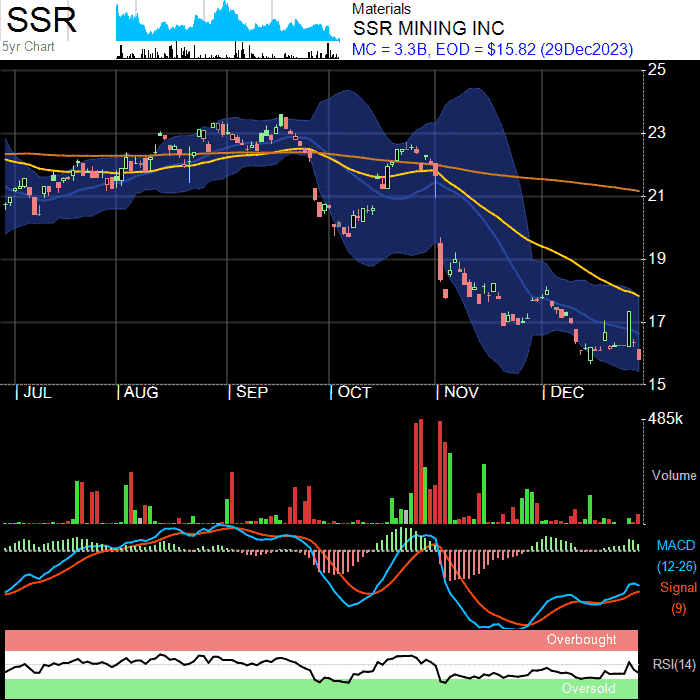 SSR
5yr Chart
Materials
SSR MINING INC
MC = 3.3B, EOD = $15.82 (29Dec2023)
25
23
21
19
17
15
JUL AUG SEP OCT NOV DEC
485k
Volume
MACD
(12-26)
Signal
(9)
Overbought
RSI(14)
Oversold